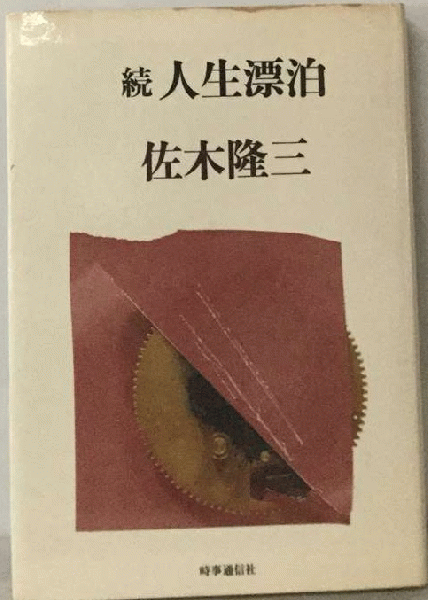 続 人生漂泊
佐木隆三
時事通信社